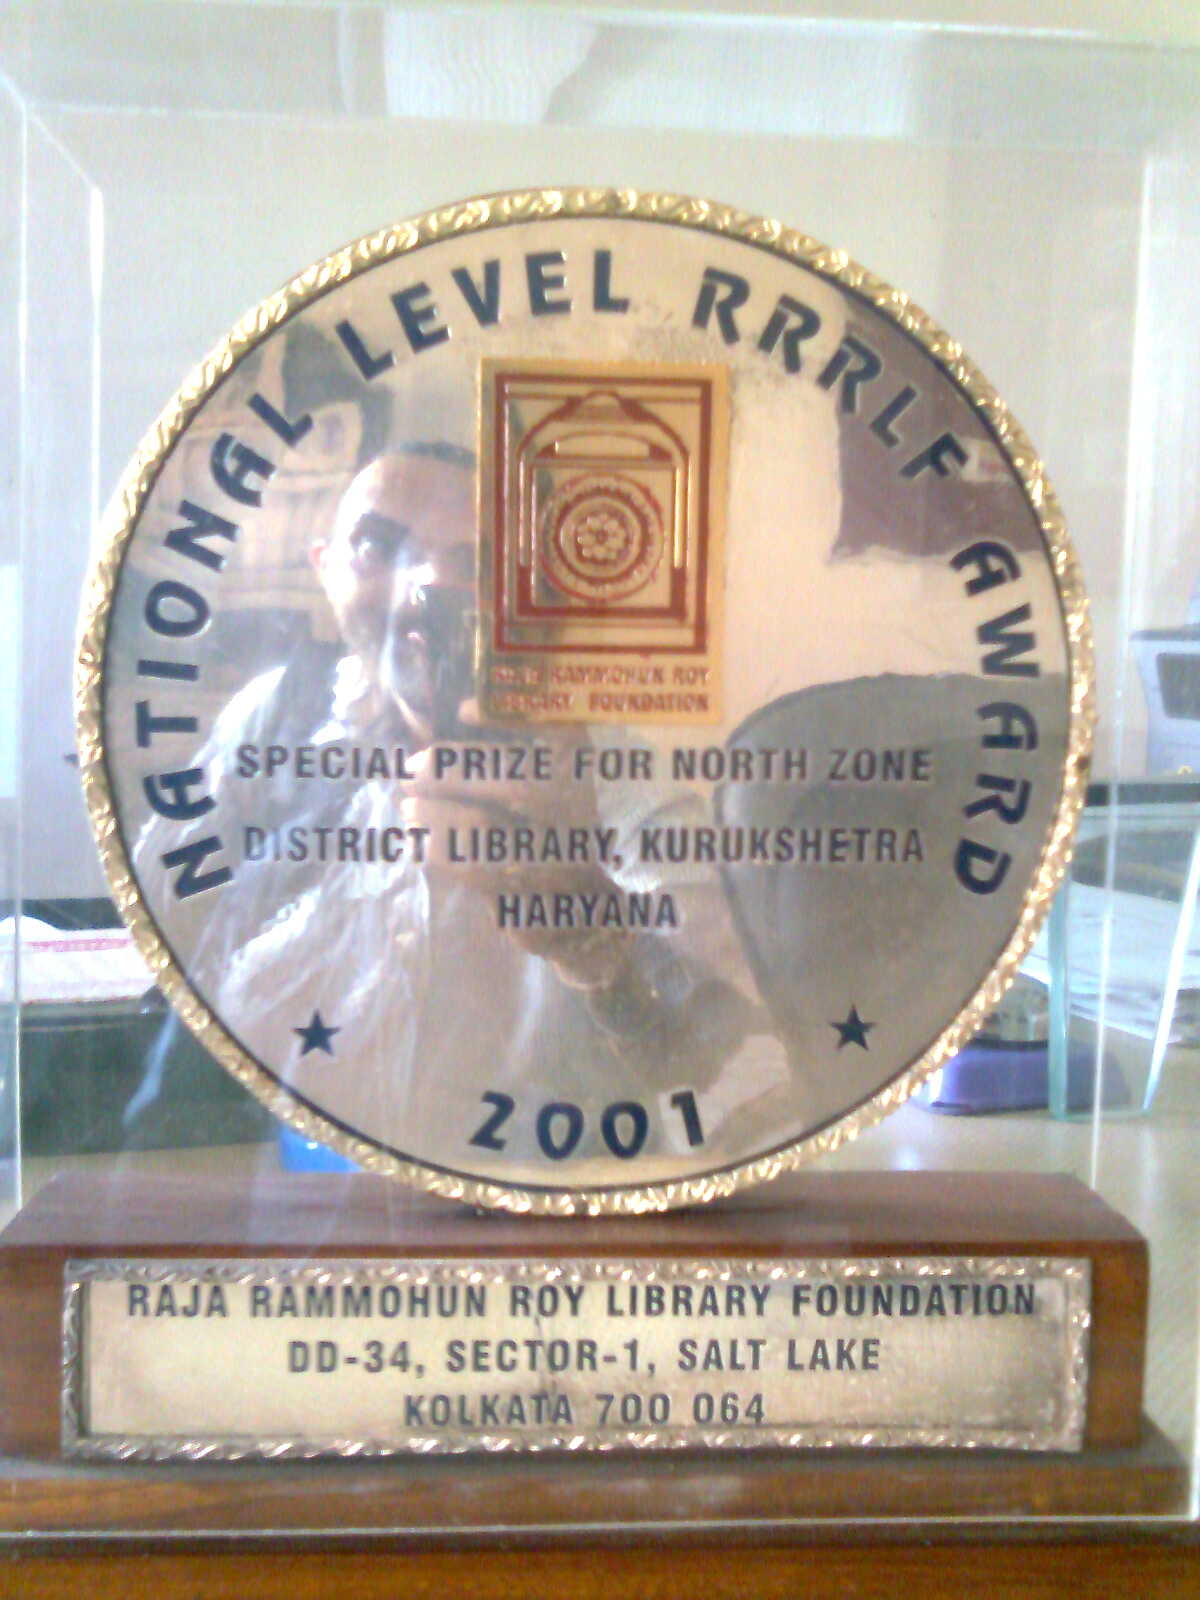 NATIONAL LEVEL RRRLF AWARD
RAJA RAMMOHUN ROY
LIBRARY FOUNDATION
SPECIAL PRIZE FOR NORTH ZONE
DISTRICT LIBRARY, KURUKSHETRA
HARYANA
2001
RAJA RAMMOHUN ROY LIBRARY FOUNDATION
DD-34, SECTOR-1, SALT LAKE
KOLKATA 700 064